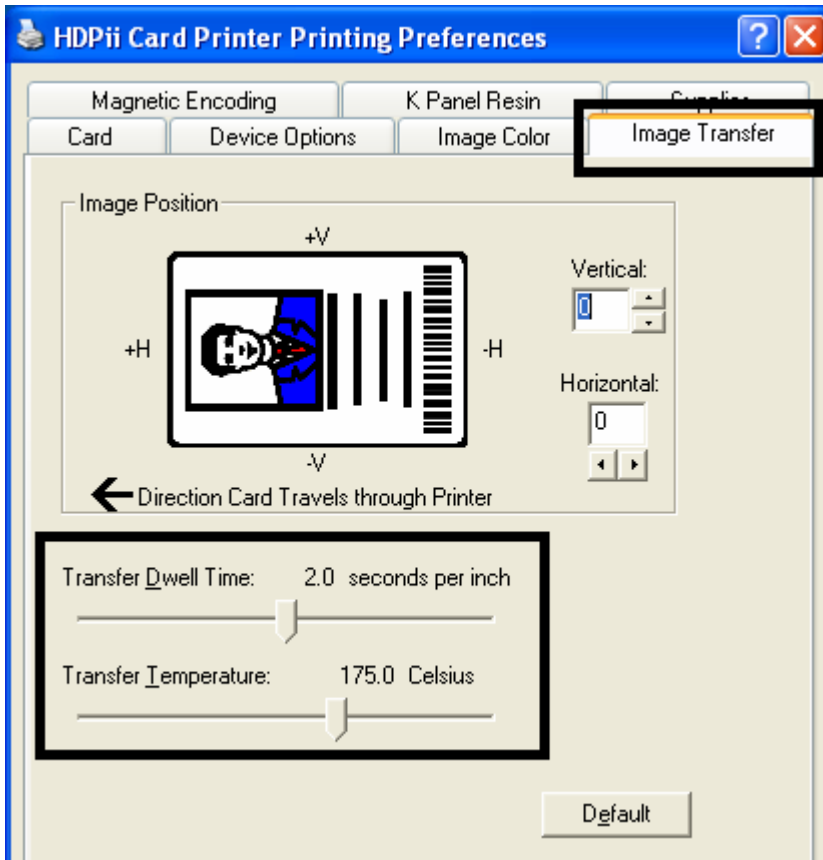 HDPii Card Printer Printing Preferences
Magnetic Encoding K Panel Resin Supplies
Card Device Options Image Color Image Transfer
Image Position
+V
Vertical:
0
+H -H
Horizontal:
0
-V
Direction Card Travels through Printer
Transfer Dwell Time: 2.0 seconds per inch
Transfer Temperature: 175.0 Celsius
Default